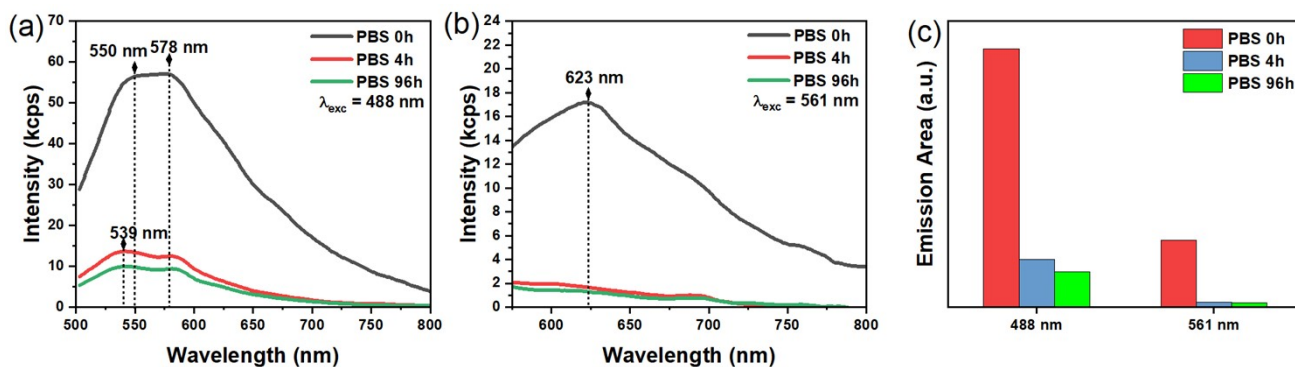 (a)
70
60
50
40
30
20
10
0
Intensity (kcps)
500 550 600 650 700 750 800
Wavelength (nm)
550 nm
578 nm
539 nm
PBS 0h
PBS 4h
PBS 96h
λexc = 488 nm
(b)
24
22
20
18
16
14
12
10
8
6
4
2
0
Intensity (kcps)
600 650 700 750 800
Wavelength (nm)
623 nm
PBS 0h
PBS 4h
PBS 96h
λexc = 561 nm
(c)
Emission Area (a.u.)
488 nm 561 nm
PBS 0h
PBS 4h
PBS 96h